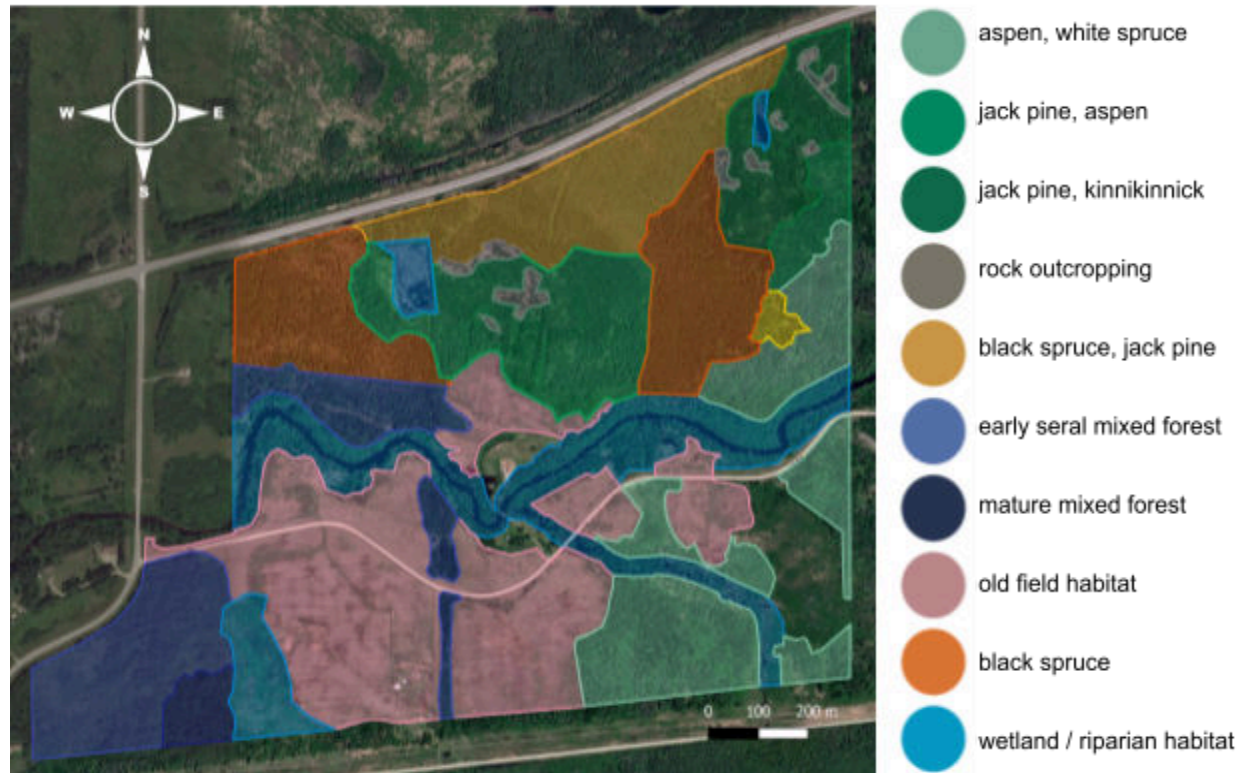 N
W E
S
aspen, white spruce
jack pine, aspen
jack pine, kinnikinnick
rock outcropping
black spruce, jack pine
early seral mixed forest
mature mixed forest
old field habitat
black spruce
wetland / riparian habitat
0 100 200 m